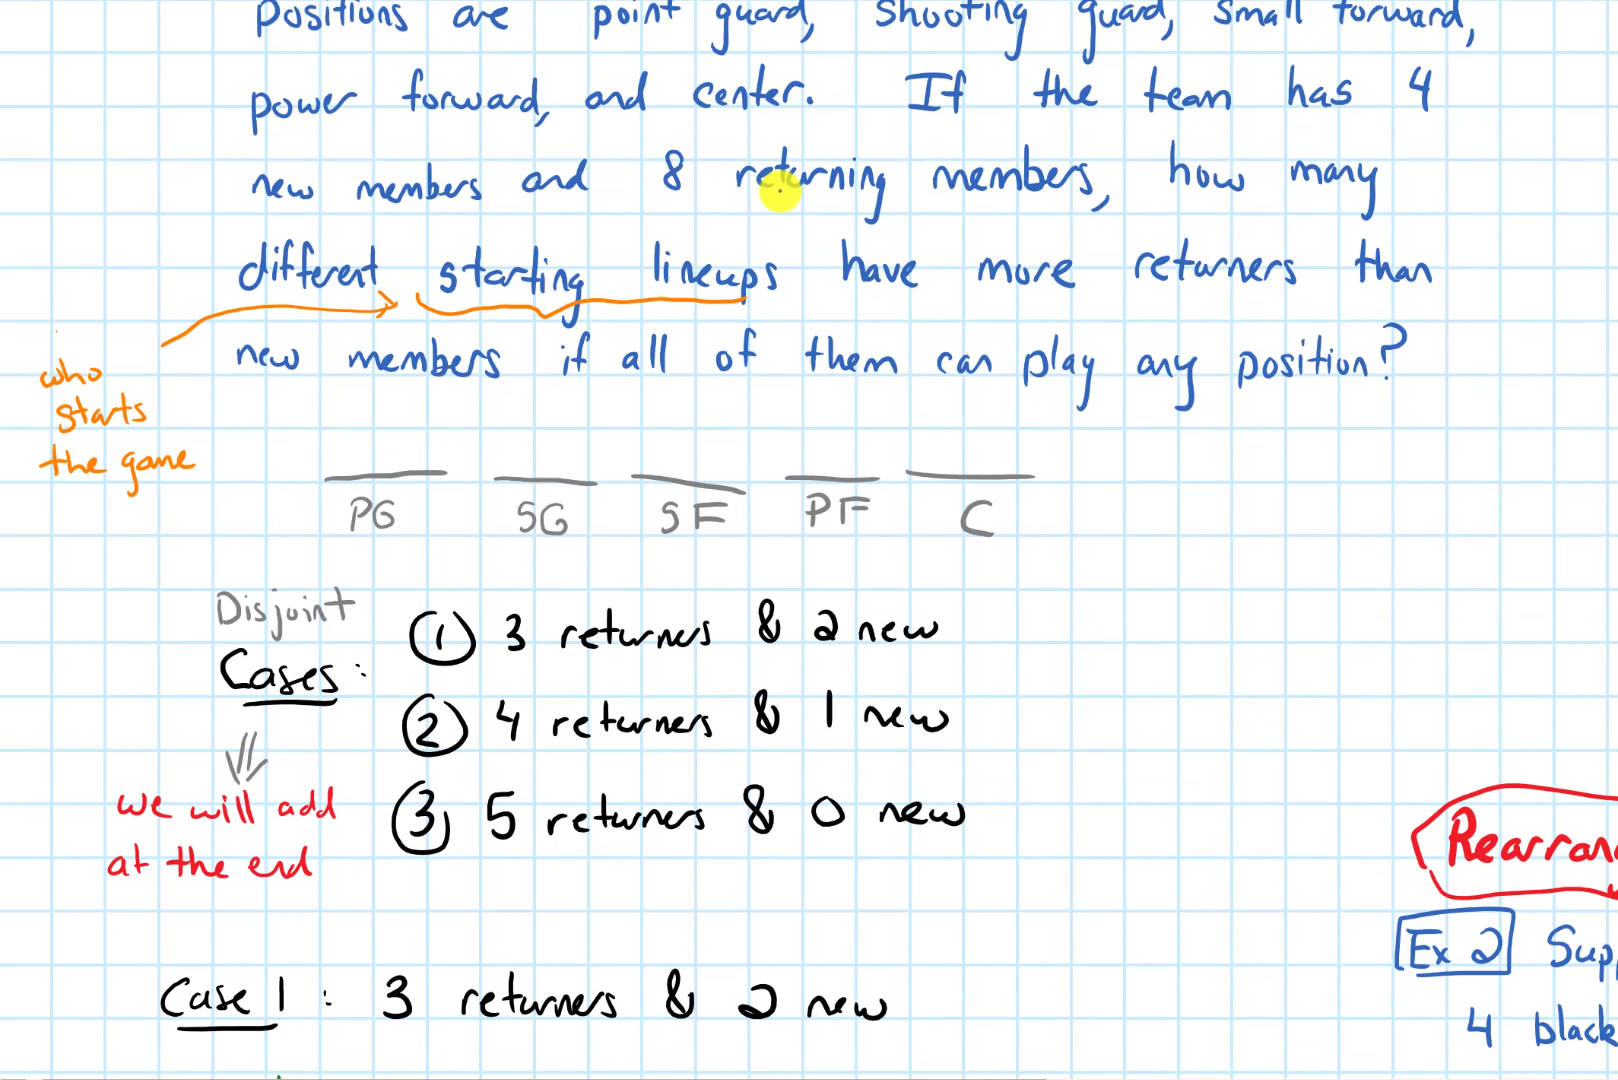 Positions are point guard, shooting guard, small forward,
power forward, and center. If the team has 4
new members and 8 returning members, how many
different starting lineups have more returners than
new members if all of them can play any position?
who
starts
the game
PG SG SF PF C
Disjoint
Cases:
① 3 returners & 2 new
② 4 returners & 1 new
③ 5 returners & 0 new
we will add
at the end
Case 1: 3 returners & 2 new
Ex 2
4 black